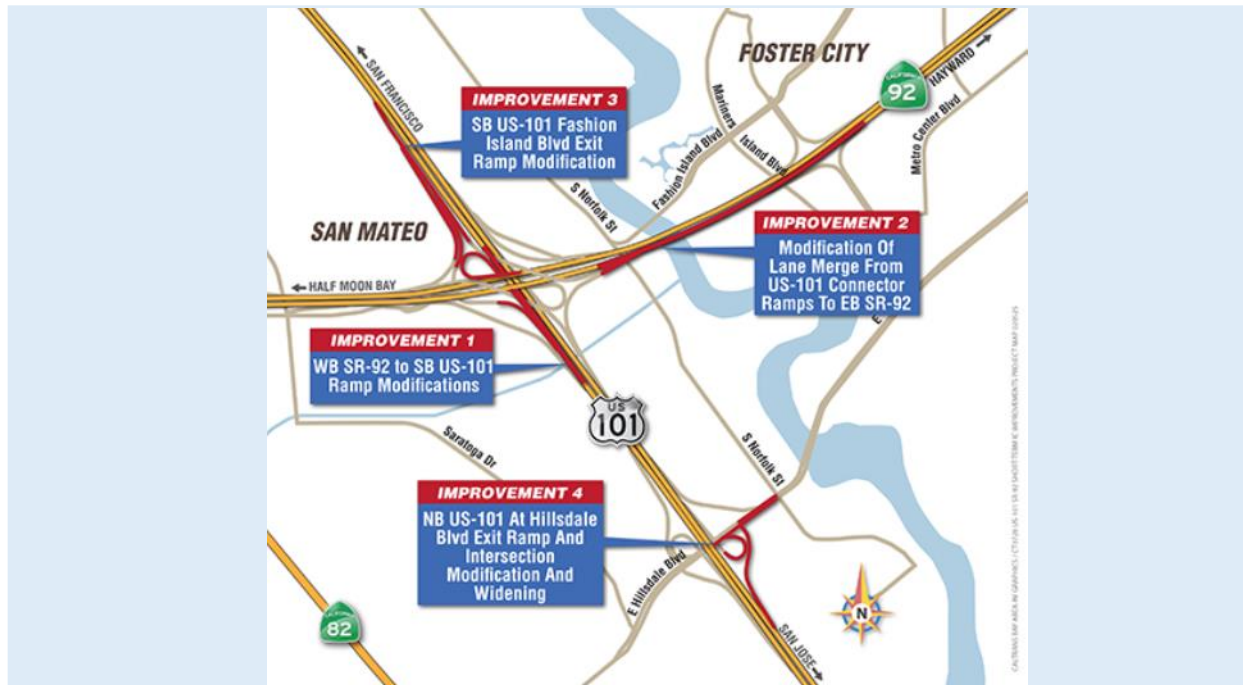 FOSTER CITY
SAN FRANCISCO
HAYWARD
CALIFORNIA
92
IMPROVEMENT 3
SB US-101 Fashion
Island Blvd Exit
Ramp Modification
Mariners
Island Blvd
Fashion Island Blvd
Metro Center Blvd
S Norfolk St
SAN MATEO
IMPROVEMENT 2
Modification Of
Lane Merge From
US-101 Connector
Ramps To EB SR-92
HALF MOON BAY
IMPROVEMENT 1
WB SR-92 to SB US-101
Ramp Modifications
E
US
101
Saratoga Dr
S Norfolk St
IMPROVEMENT 4
NB US-101 At Hillsdale
Blvd Exit Ramp And
Intersection
Modification And
Widening
E Hillsdale Blvd
N
CALIFORNIA
82
SAN JOSE